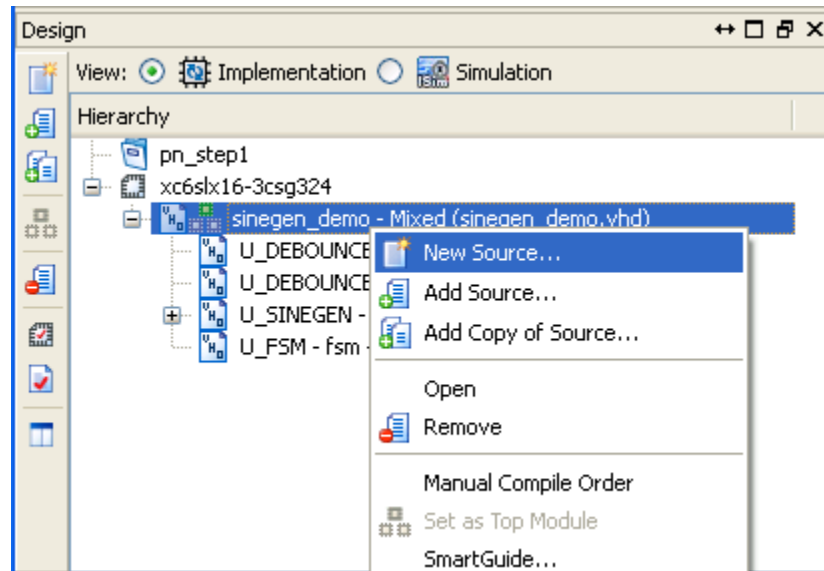 Design
View: Implementation Simulation
Hierarchy
pn_step1
xc6slx16-3csg324
sinegen_demo - Mixed (sinegen_demo.vhd)
U_DEBOUNCE
U_DEBOUNCE
U_SINEGEN -
U_FSM - fsm -
New Source...
Add Source...
Add Copy of Source...
Open
Remove
Manual Compile Order
Set as Top Module
SmartGuide...